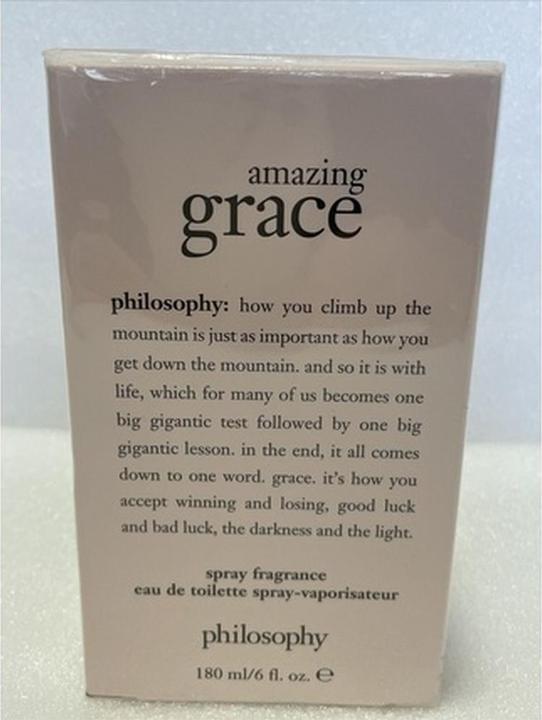 amazing
grace
philosophy: how you climb up the
mountain is just as important as how you
get down the mountain. and so it is with
life, which for many of us becomes one
big gigantic test followed by one big
gigantic lesson. in the end, it all comes
down to one word. grace. it's how you
accept winning and losing, good luck
and bad luck, the darkness and the light.
spray fragrance
eau de toilette spray-vaporisateur
philosophy
180 ml/6 fl. oz. ℮